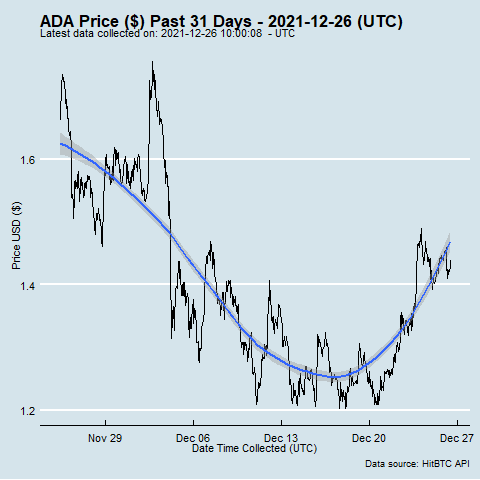 ADA Price ($) Past 31 Days - 2021-12-26 (UTC)
Latest data collected on: 2021-12-26 10:00:08 - UTC
1.6
1.4
1.2
Price USD ($)
Nov 29 Dec 06 Dec 13 Dec 20 Dec 27
Date Time Collected (UTC)
Data source: HitBTC API